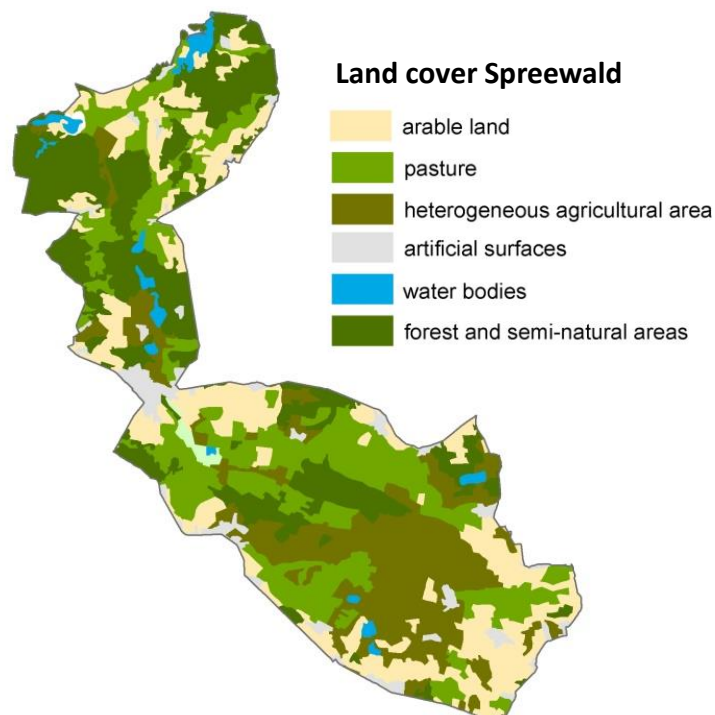 Land cover Spreewald
arable land
pasture
heterogeneous agricultural area
artificial surfaces
water bodies
forest and semi-natural areas